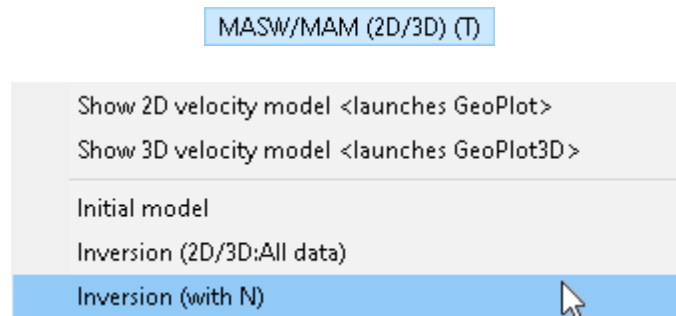 MASW/MAM (2D/3D) (T)
Show 2D velocity model <launches GeoPlot>
Show 3D velocity model <launches GeoPlot3D>
Initial model
Inversion (2D/3D:All data)
Inversion (with N)